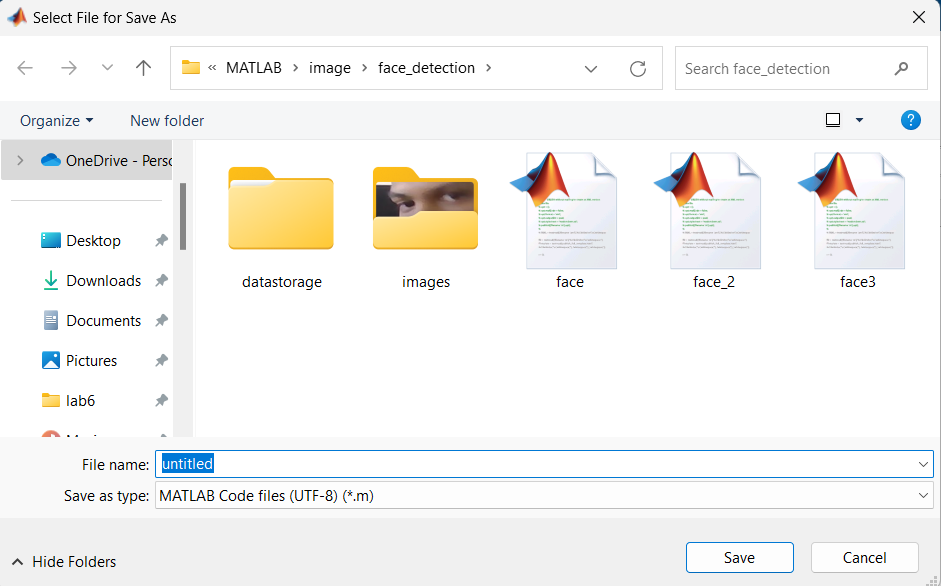 Select File for Save As
« MATLAB › image › face_detection ›
Search face_detection
Organize
New folder
?
OneDrive - Perso
Desktop
Downloads
Documents
Pictures
lab6
datastorage
images
face
face_2
face3
File name: untitled
Save as type: MATLAB Code files (UTF-8) (*.m)
Hide Folders
Save
Cancel